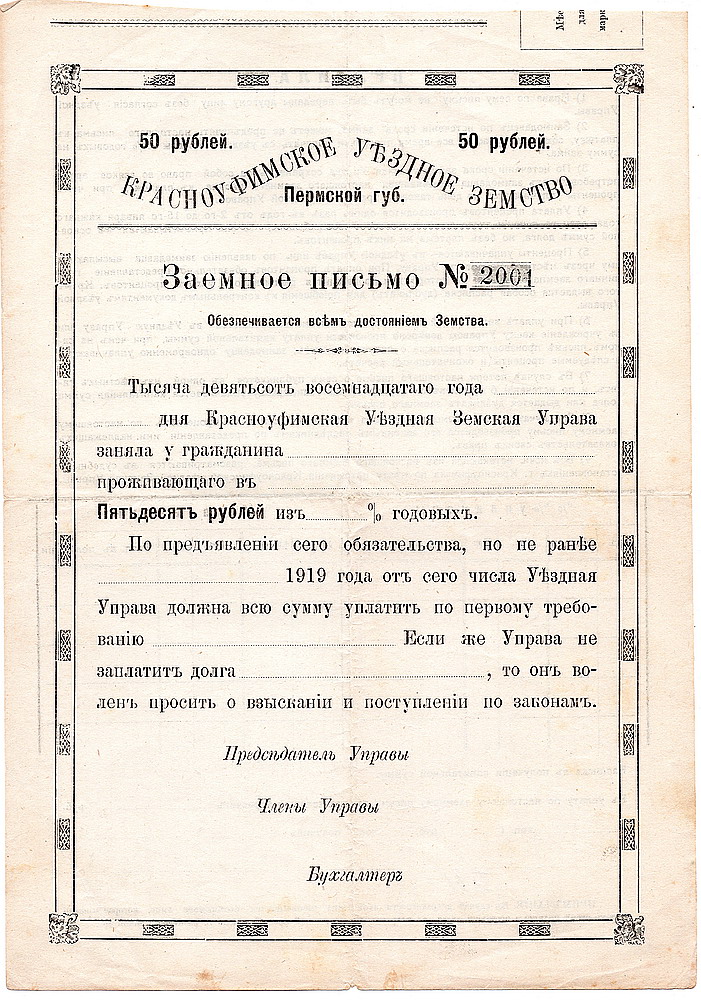 Мѣс
для
марк
50 рублей. 50 рублей.
КРАСНОУФИМСКОЕ УѢЗДНОЕ ЗЕМСТВО
Пермской губ.
Заемное письмо № 2001
Обезпечивается всѣмъ достояніемъ Земства.
Тысяча девятьсотъ восемнадцатаго года
дня Красноуфимская Уѣздная Земская Управа
заняла у гражданина
проживающаго въ
Пятьдесятъ рублей изъ % годовыхъ.
По предъявленіи сего обязательства, но не ранѣе
1919 года отъ сего числа Уѣздная
Управа должна всю сумму уплатить по первому требо-
ванію Если же Управа не
заплатитъ долга , то онъ во-
ленъ просить о взысканіи и поступленіи по законамъ.
Предсѣдатель Управы
Члены Управы
Бухгалтеръ